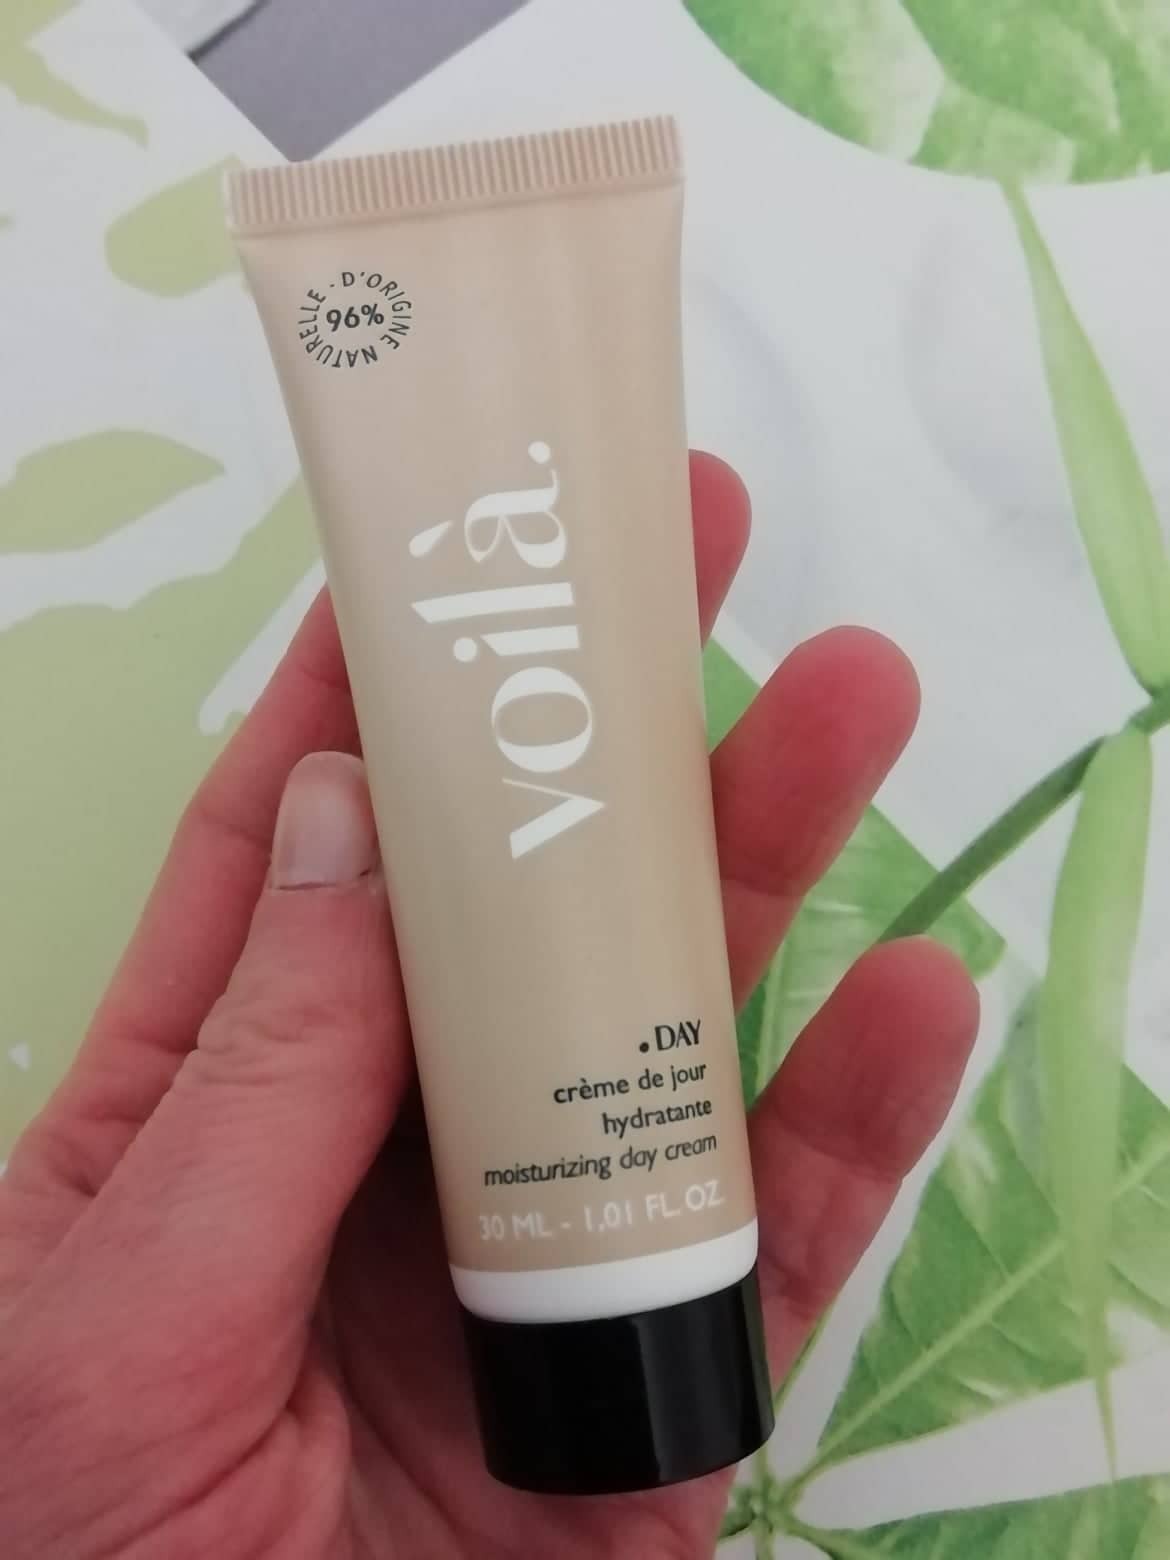 D'ORIGINE NATURELLE ·
96%
voilà.
.DAY
crème de jour
hydratante
moisturizing day cream
30 ML - 1,01 FL.OZ